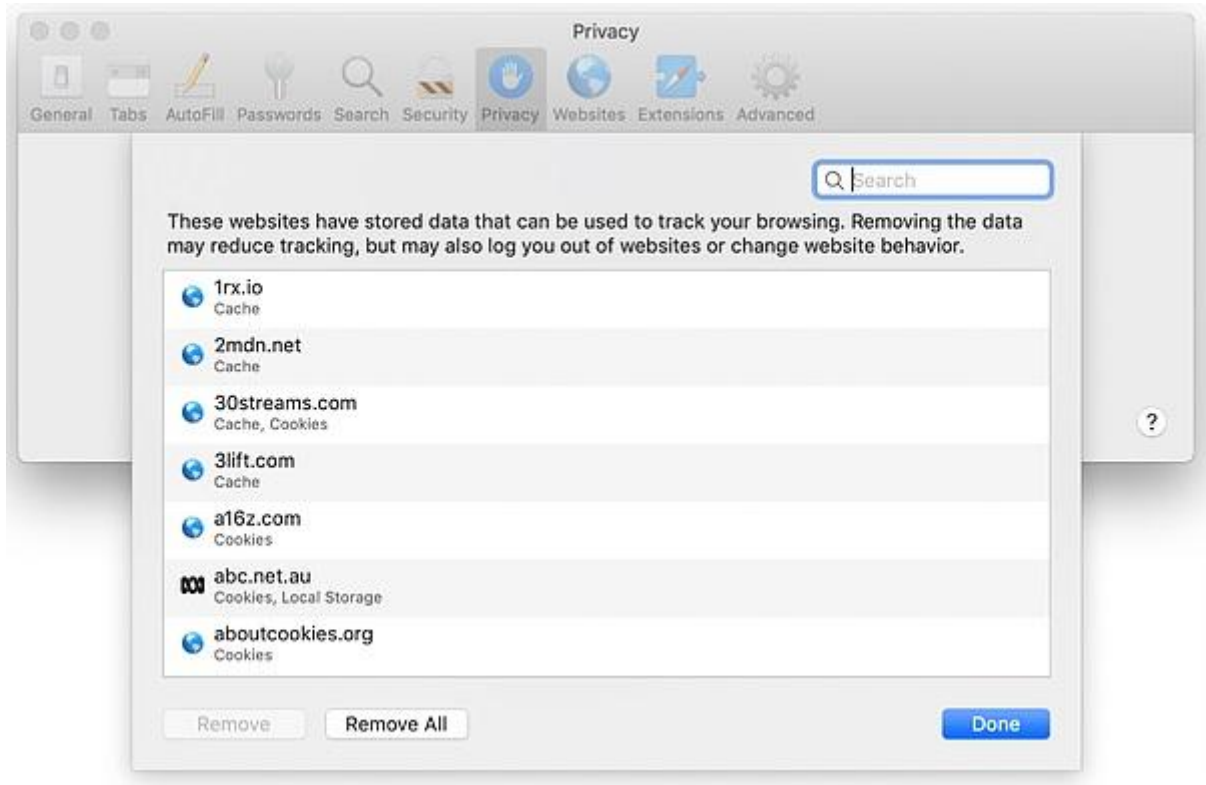 Privacy
General Tabs AutoFill Passwords Search Security Privacy Websites Extensions Advanced
Search
These websites have stored data that can be used to track your browsing. Removing the data
may reduce tracking, but may also log you out of websites or change website behavior.
1rx.io
Cache
2mdn.net
Cache
30streams.com
Cache, Cookies
3lift.com
Cache
a16z.com
Cookies
abc.net.au
Cookies, Local Storage
aboutcookies.org
Cookies
?
Remove Remove All Done